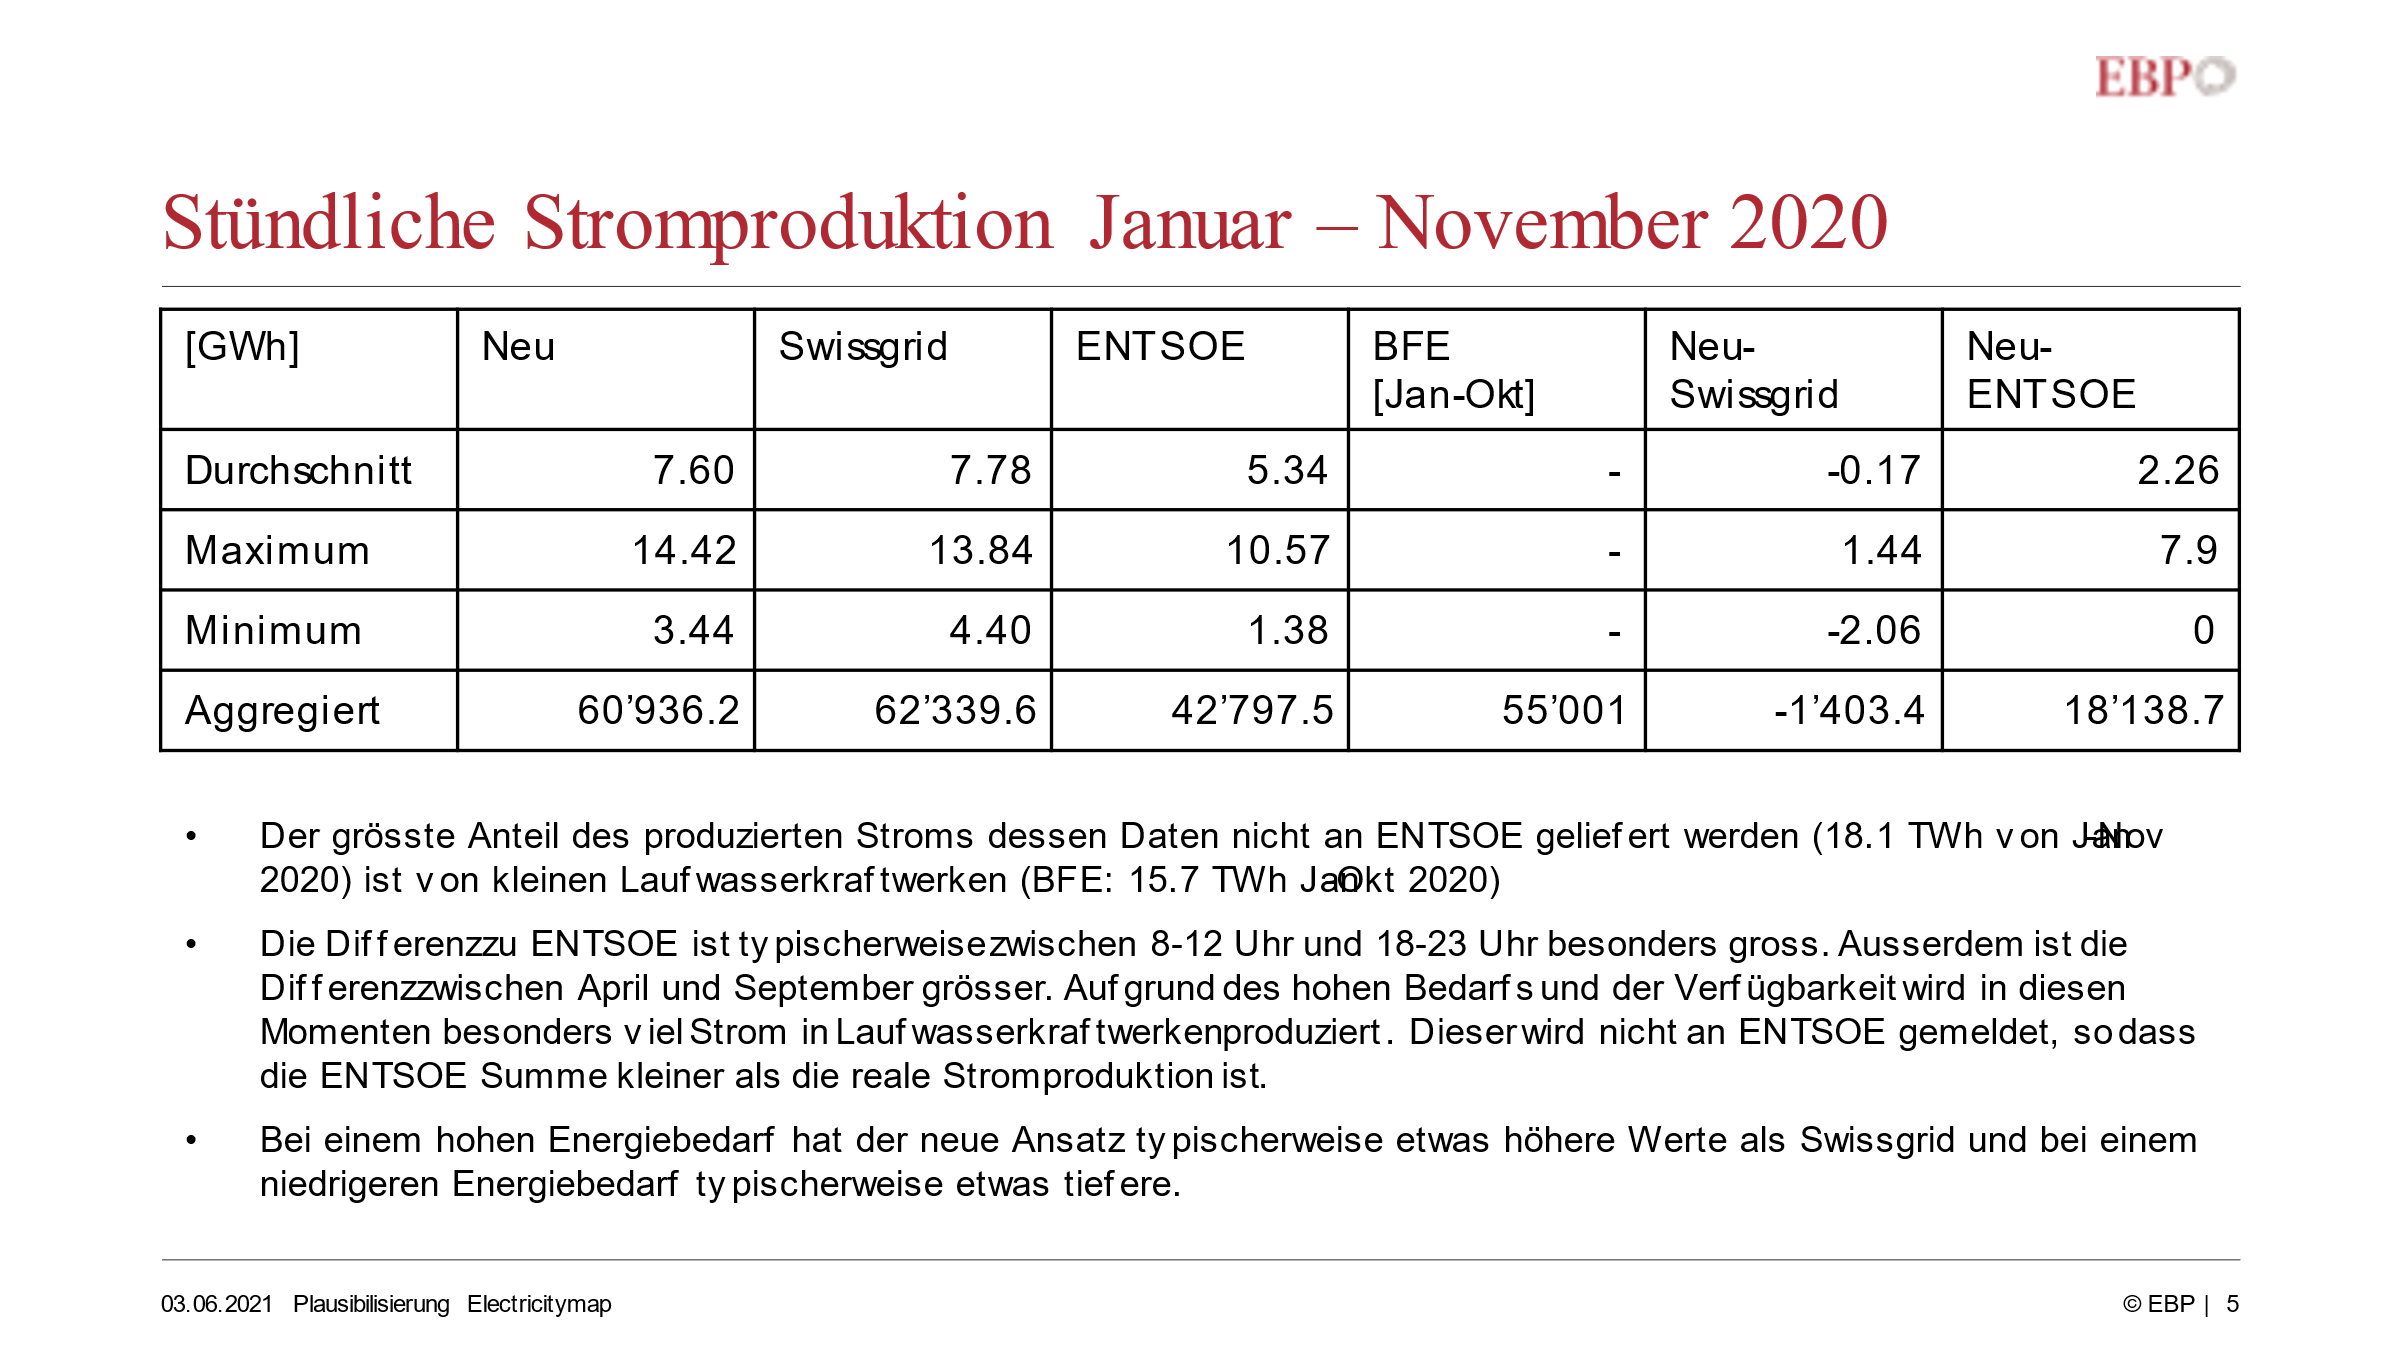 EBP
Stündliche Stromproduktion Januar – November 2020
[GWh] Neu Swissgrid ENTSOE BFE [Jan-Okt] Neu-Swissgrid Neu-ENTSOE
Durchschnitt 7.60 7.78 5.34 - -0.17 2.26
Maximum 14.42 13.84 10.57 - 1.44 7.9
Minimum 3.44 4.40 1.38 - -2.06 0
Aggregiert 60’936.2 62’339.6 42’797.5 55’001 -1’403.4 18’138.7
• Der grösste Anteil des produzierten Stroms dessen Daten nicht an ENTSOE geliefert werden (18.1 TWh von Jan-Nov
2020) ist von kleinen Laufwasserkraftwerken (BFE: 15.7 TWh Jan-Okt 2020)
• Die Differenz zu ENTSOE ist typischerweise zwischen 8-12 Uhr und 18-23 Uhr besonders gross. Ausserdem ist die
Differenz zwischen April und September grösser. Aufgrund des hohen Bedarfs und der Verfügbarkeit wird in diesen
Momenten besonders viel Strom in Laufwasserkraftwerken produziert. Dieser wird nicht an ENTSOE gemeldet, so dass
die ENTSOE Summe kleiner als die reale Stromproduktion ist.
• Bei einem hohen Energiebedarf hat der neue Ansatz typischerweise etwas höhere Werte als Swissgrid und bei einem
niedrigeren Energiebedarf typischerweise etwas tiefere.
03.06.2021 Plausibilisierung Electricitymap © EBP | 5